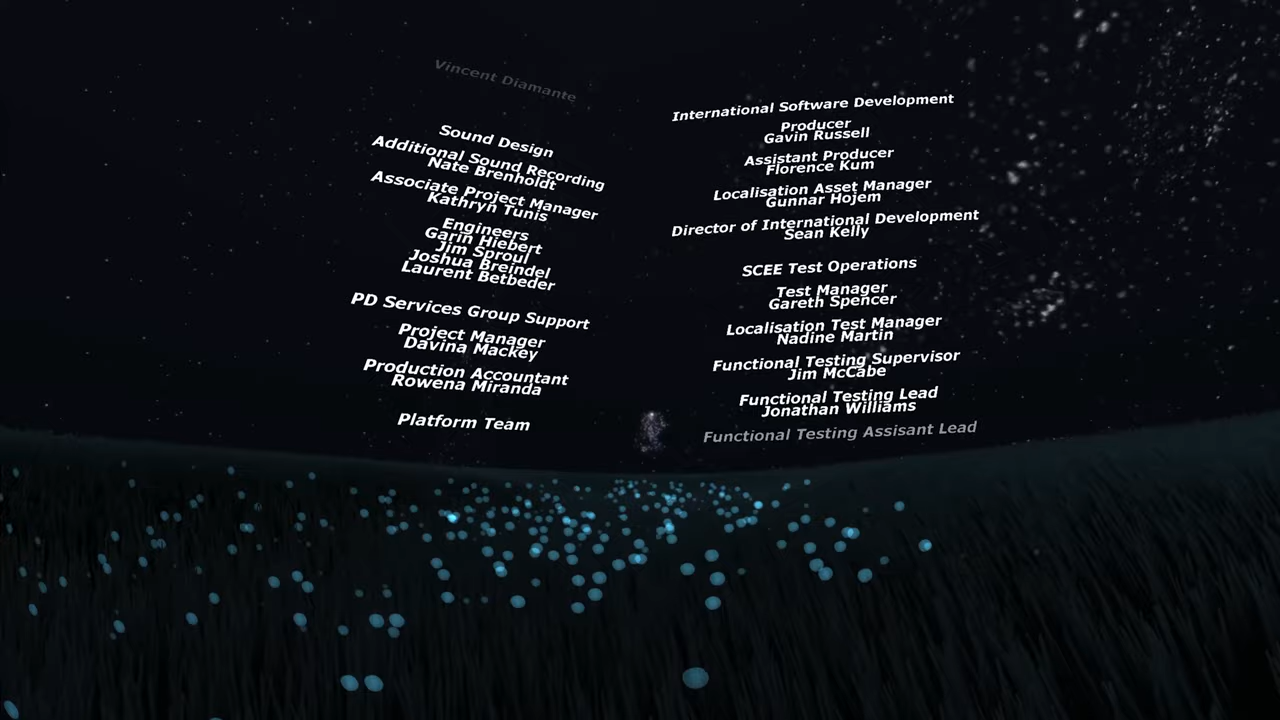 Vincent Diamante
Sound Design
Additional Sound Recording
Nate Brenholdt
Associate Project Manager
Kathryn Tunis
Engineers
Garin Hiebert
Jim Sproul
Joshua Breindel
Laurent Betbeder
PD Services Group Support
Project Manager
Davina Mackey
Production Accountant
Rowena Miranda
Platform Team
International Software Development
Producer
Gavin Russell
Assistant Producer
Florence Kum
Localisation Asset Manager
Gunnar Hojem
Director of International Development
Sean Kelly
SCEE Test Operations
Test Manager
Gareth Spencer
Localisation Test Manager
Nadine Martin
Functional Testing Supervisor
Jim McCabe
Functional Testing Lead
Jonathan Williams
Functional Testing Assisant Lead